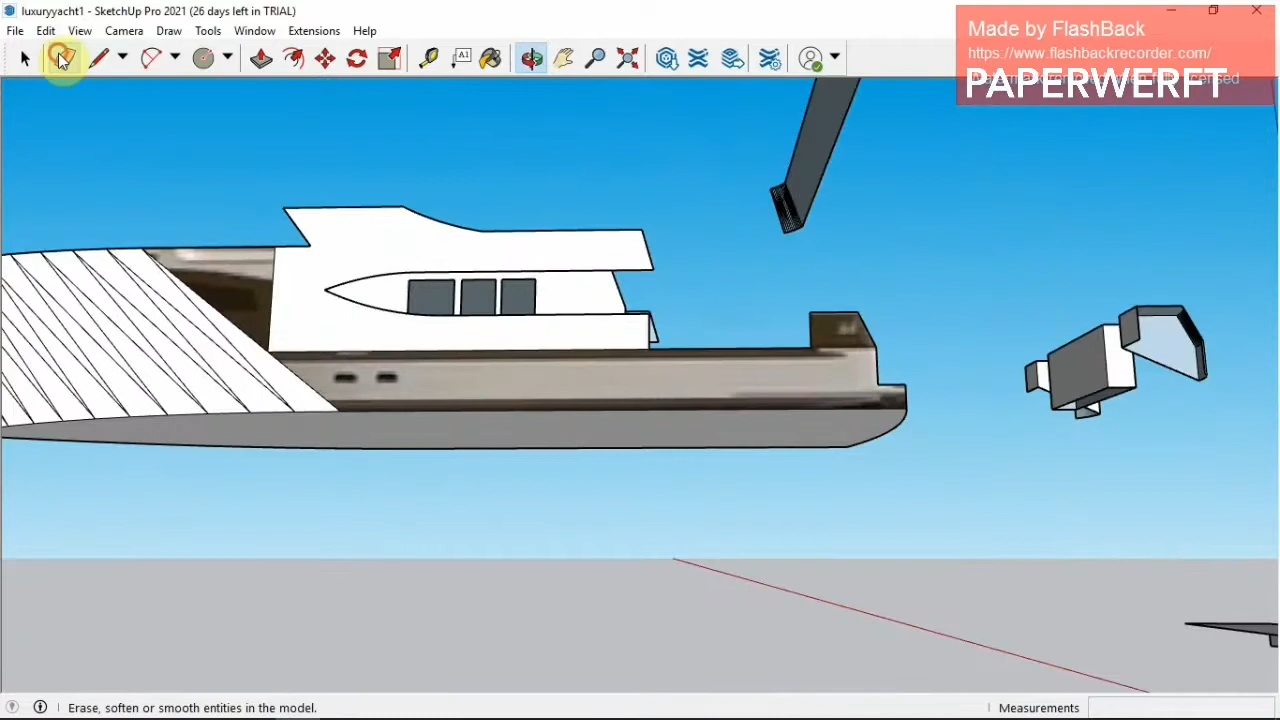 luxuryyacht1 - SketchUp Pro 2021 (26 days left in TRIAL)
File Edit View Camera Draw Tools Window Extensions Help
A1
Made by FlashBack
https://www.flashbackrecorder.com/
PAPERWERFT
Erase, soften or smooth entities in the model.
Measurements